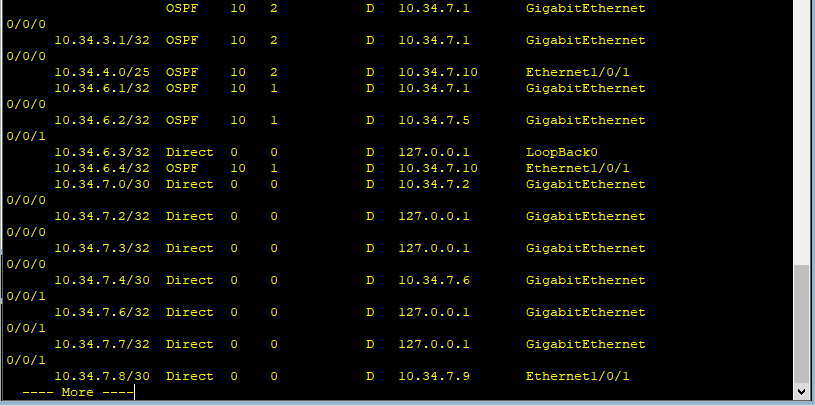 OSPF 10 2 D 10.34.7.1 GigabitEthernet
0/0/0
10.34.3.1/32 OSPF 10 2 D 10.34.7.1 GigabitEthernet
0/0/0
10.34.4.0/25 OSPF 10 2 D 10.34.7.10 Ethernet1/0/1
10.34.6.1/32 OSPF 10 1 D 10.34.7.1 GigabitEthernet
0/0/0
10.34.6.2/32 OSPF 10 1 D 10.34.7.5 GigabitEthernet
0/0/1
10.34.6.3/32 Direct 0 0 D 127.0.0.1 LoopBack0
10.34.6.4/32 OSPF 10 1 D 10.34.7.10 Ethernet1/0/1
10.34.7.0/30 Direct 0 0 D 10.34.7.2 GigabitEthernet
0/0/0
10.34.7.2/32 Direct 0 0 D 127.0.0.1 GigabitEthernet
0/0/0
10.34.7.3/32 Direct 0 0 D 127.0.0.1 GigabitEthernet
0/0/0
10.34.7.4/30 Direct 0 0 D 10.34.7.6 GigabitEthernet
0/0/1
10.34.7.6/32 Direct 0 0 D 127.0.0.1 GigabitEthernet
0/0/1
10.34.7.7/32 Direct 0 0 D 127.0.0.1 GigabitEthernet
0/0/1
10.34.7.8/30 Direct 0 0 D 10.34.7.9 Ethernet1/0/1
---- More ----